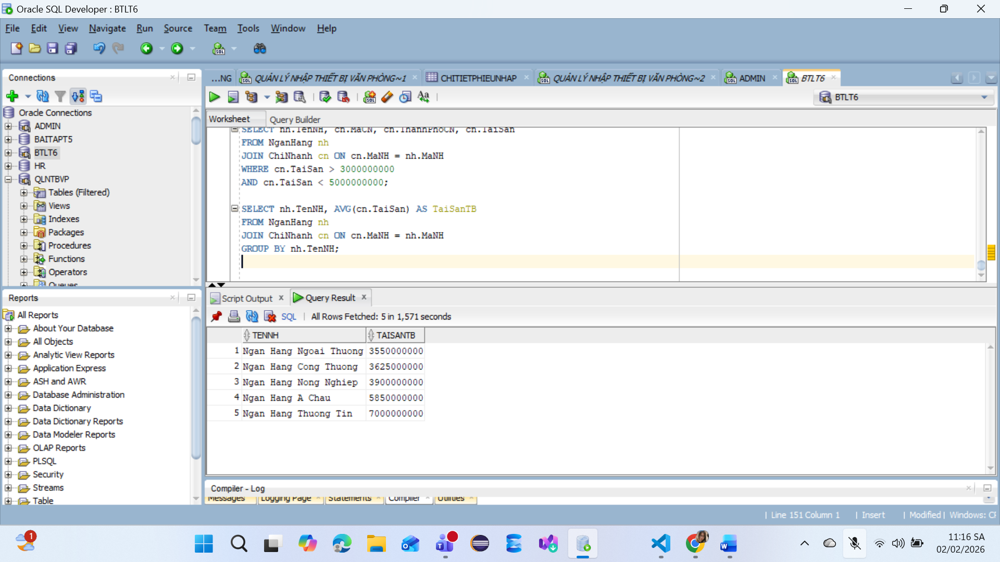 Oracle SQL Developer : BTLT6
File Edit View Navigate Run Source Team Tools Window Help
Connections
Oracle Connections
ADMIN
BAITAPT5
BTLT6
HR
QLNTBVP
Tables (Filtered)
Views
Indexes
Packages
Procedures
Functions
Operators
Queues
Reports
All Reports
About Your Database
All Objects
Analytic View Reports
Application Express
ASH and AWR
Database Administration
Data Dictionary
Data Dictionary Reports
Data Modeler Reports
OLAP Reports
PLSQL
Security
Streams
Table
...NG QUẢN LÝ NHẬP THIẾT BỊ VĂN PHÒNG~1 CHITIETPHIEUNHAP QUẢN LÝ NHẬP THIẾT BỊ VĂN PHÒNG~2 ADMIN BTLT6
BTLT6
Worksheet Query Builder
SELECT nh.TenNH, cn.MaCN, cn.ThanhPhoCN, cn.TaiSan
FROM NganHang nh
JOIN ChiNhanh cn ON cn.MaNH = nh.MaNH
WHERE cn.TaiSan > 3000000000
AND cn.TaiSan < 5000000000;
SELECT nh.TenNH, AVG(cn.TaiSan) AS TaiSanTB
FROM NganHang nh
JOIN ChiNhanh cn ON cn.MaNH = nh.MaNH
GROUP BY nh.TenNH;
Script Output x Query Result x
SQL | All Rows Fetched: 5 in 1,571 seconds
TENNH TAISANTB
1 Ngan Hang Ngoai Thuong 3550000000
2 Ngan Hang Cong Thuong 3625000000
3 Ngan Hang Nong Nghiep 3900000000
4 Ngan Hang A Chau 5850000000
5 Ngan Hang Thuong Tin 7000000000
Compiler - Log
Messages Logging Page Statements Compiler Utilities
| Line 151 Column 1 | Insert | Modified | Windows: CF
1
11:16 SA
02/02/2026